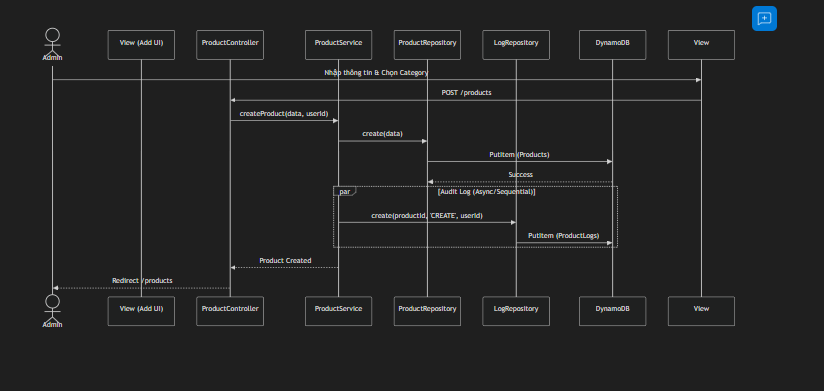 Admin
View (Add UI)
ProductController
ProductService
ProductRepository
LogRepository
DynamoDB
View
Nhập thông tin & Chọn Category
POST /products
createProduct(data, userId)
create(data)
PutItem (Products)
Success
par
[Audit Log (Async/Sequential)]
create(productId, 'CREATE', userId)
PutItem (ProductLogs)
Product Created
Redirect /products
Admin
View (Add UI)
ProductController
ProductService
ProductRepository
LogRepository
DynamoDB
View